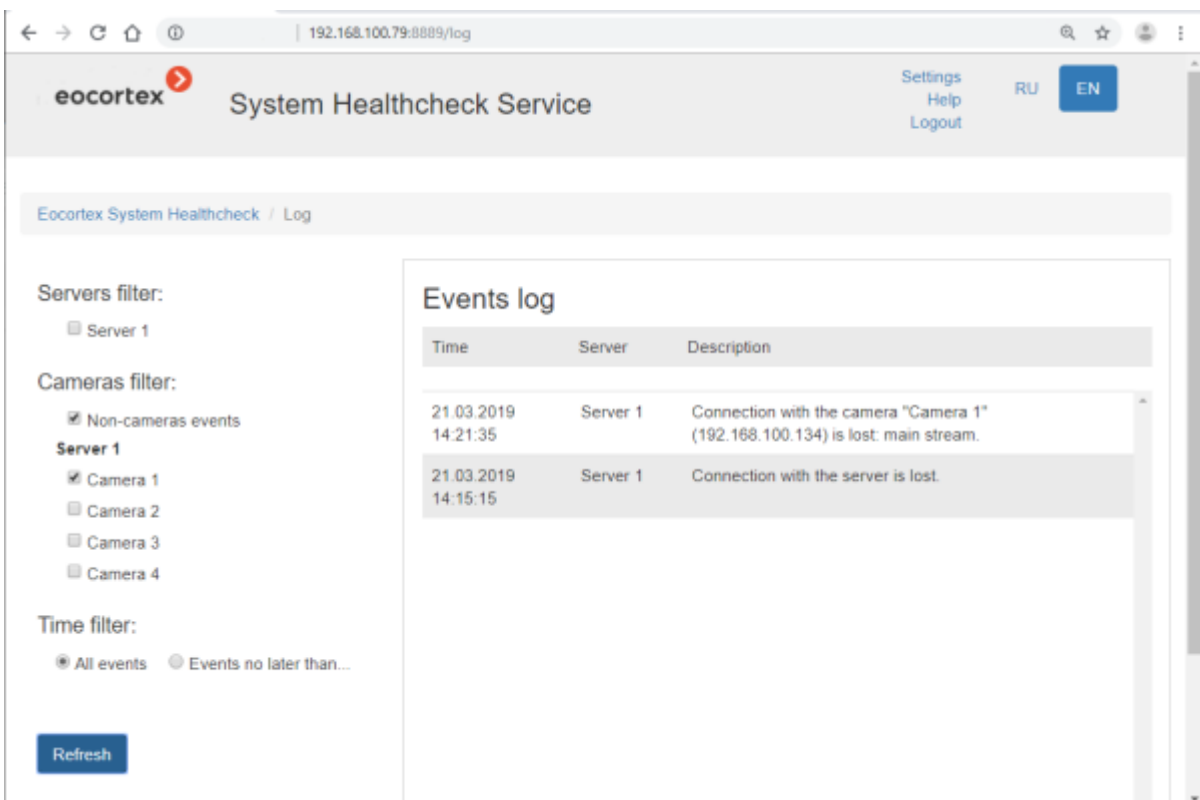 192.168.100.79:8889/log
eocortex
System Healthcheck Service
Settings
Help
Logout
RU
EN
Eocortex System Healthcheck / Log
Servers filter:
Server 1
Cameras filter:
Non-cameras events
Server 1
Camera 1
Camera 2
Camera 3
Camera 4
Time filter:
All events Events no later than...
Refresh
Events log
Time Server Description
21.03.2019 Server 1 Connection with the camera "Camera 1"
14:21:35 (192.168.100.134) is lost: main stream.
21.03.2019 Server 1 Connection with the server is lost.
14:15:15